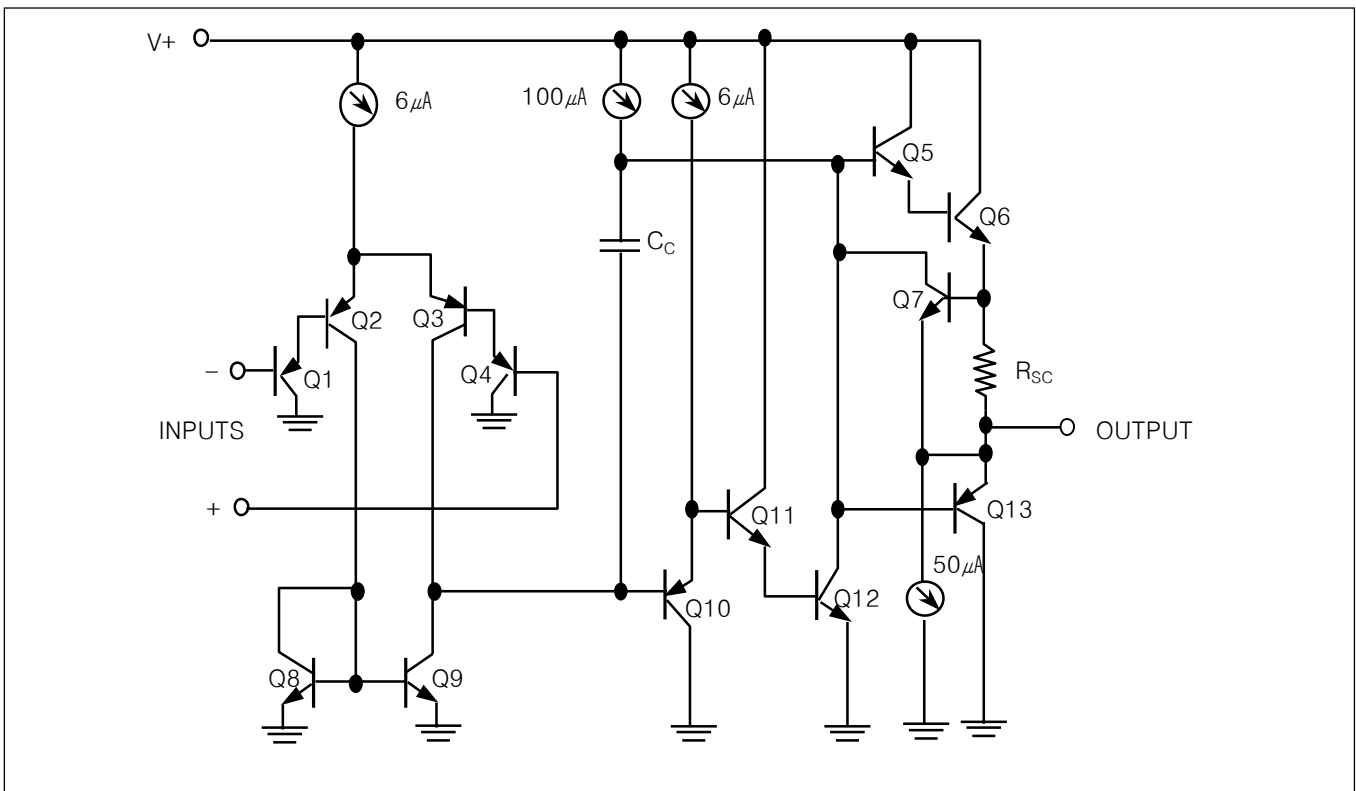 V+
6μA
100μA
6μA
Q5
Q6
C_C
Q7
Q2
Q3
Q1
Q4
R_SC
−
INPUTS
OUTPUT
+
Q11
Q13
50μA
Q10
Q12
Q8
Q9